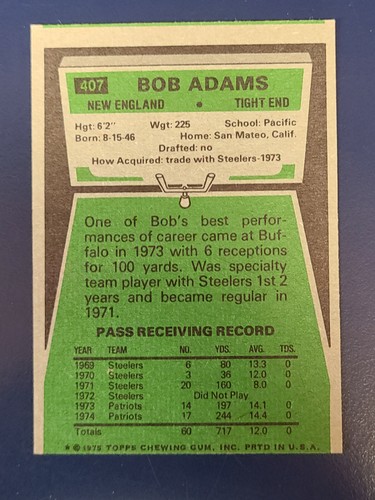 407 BOB ADAMS
NEW ENGLAND • TIGHT END
Hgt: 6'2" Wgt: 225 School: Pacific
Born: 8-15-46 Home: San Mateo, Calif.
Drafted: no
How Acquired: trade with Steelers-1973
One of Bob's best perfor-
mances of career came at Buf-
falo in 1973 with 6 receptions
for 100 yards. Was specialty
team player with Steelers 1st 2
years and became regular in
1971.
PASS RECEIVING RECORD
YEAR TEAM NO. YDS. AVG. TDS.
1969 Steelers 6 80 13.3 0
1970 Steelers 3 36 12.0 0
1971 Steelers 20 160 8.0 0
1972 Steelers Did Not Play
1973 Patriots 14 197 14.1 0
1974 Patriots 17 244 14.4 0
Totals 60 717 12.0 0
* © 1975 TOPPS CHEWING GUM, INC. PRTD IN U.S.A.